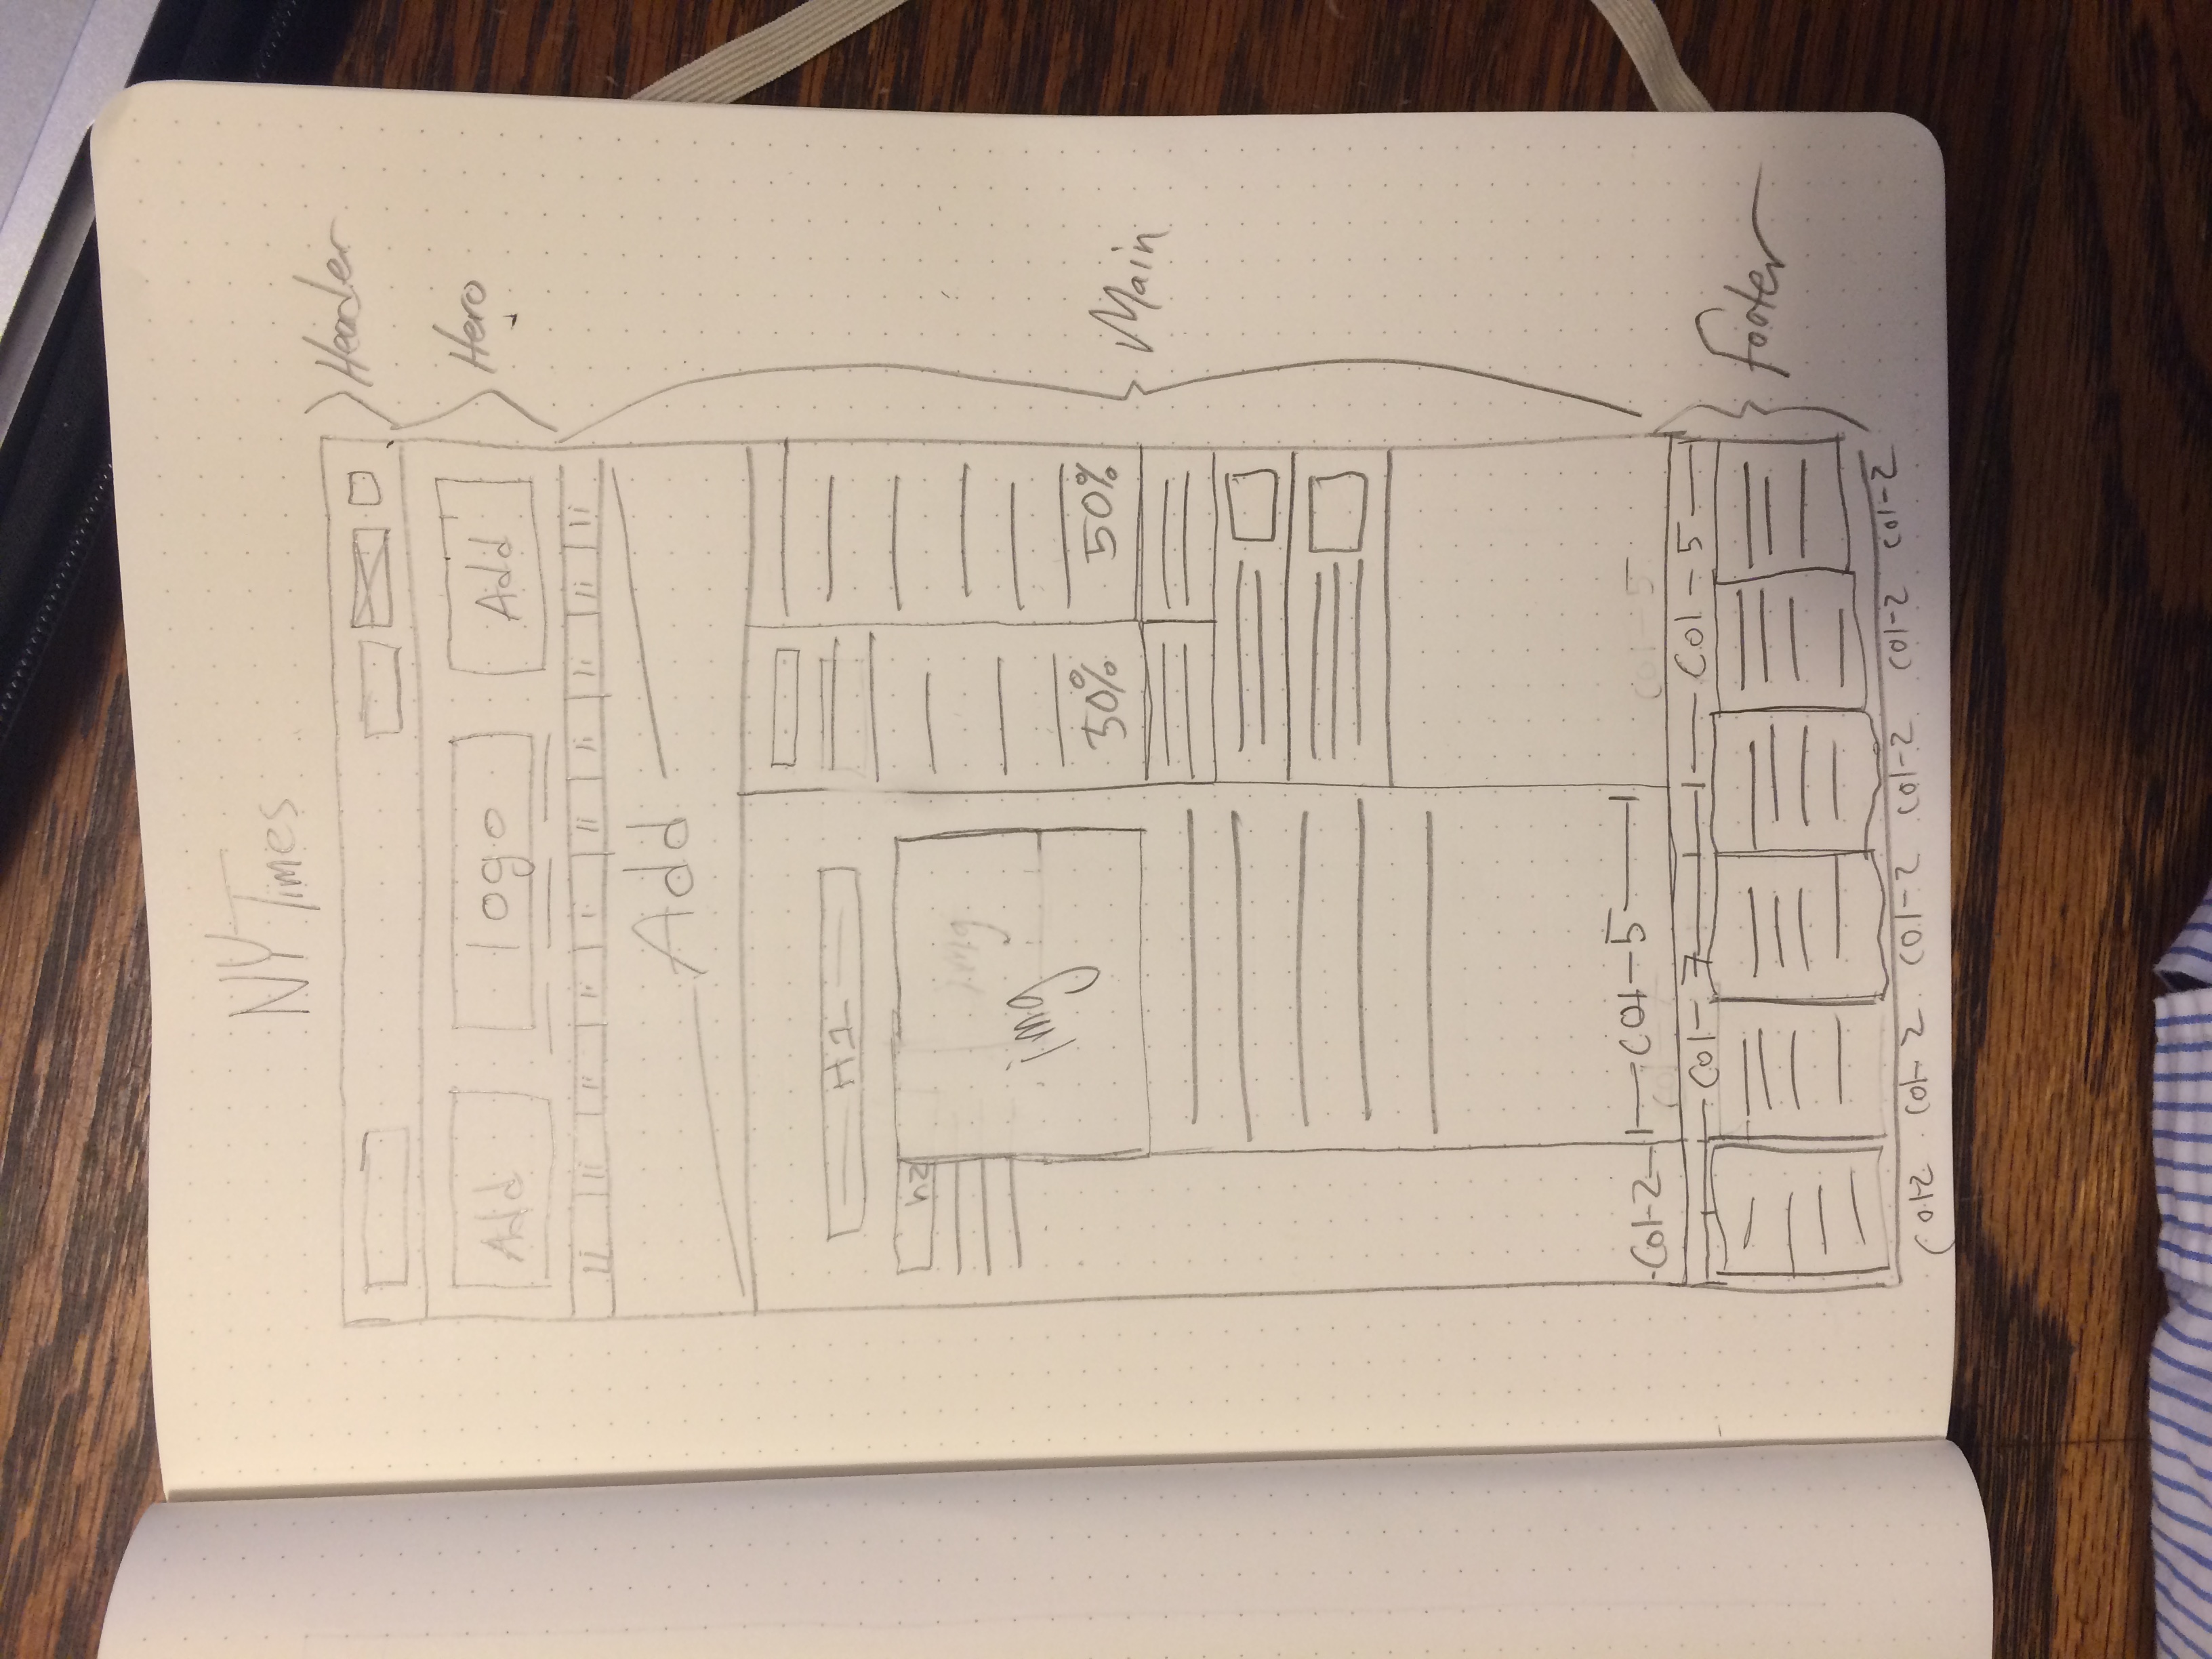 NY Times
Header
Add logo Add
Hero
li li li li li li li li li li
Add
H1
h2
img
img
50% 50%
Main
Col-2 Col-5
Col-5
Col-7 Col-5
Footer
Col2 Col-2 Col-2 Col-2 Col-2 Col-2